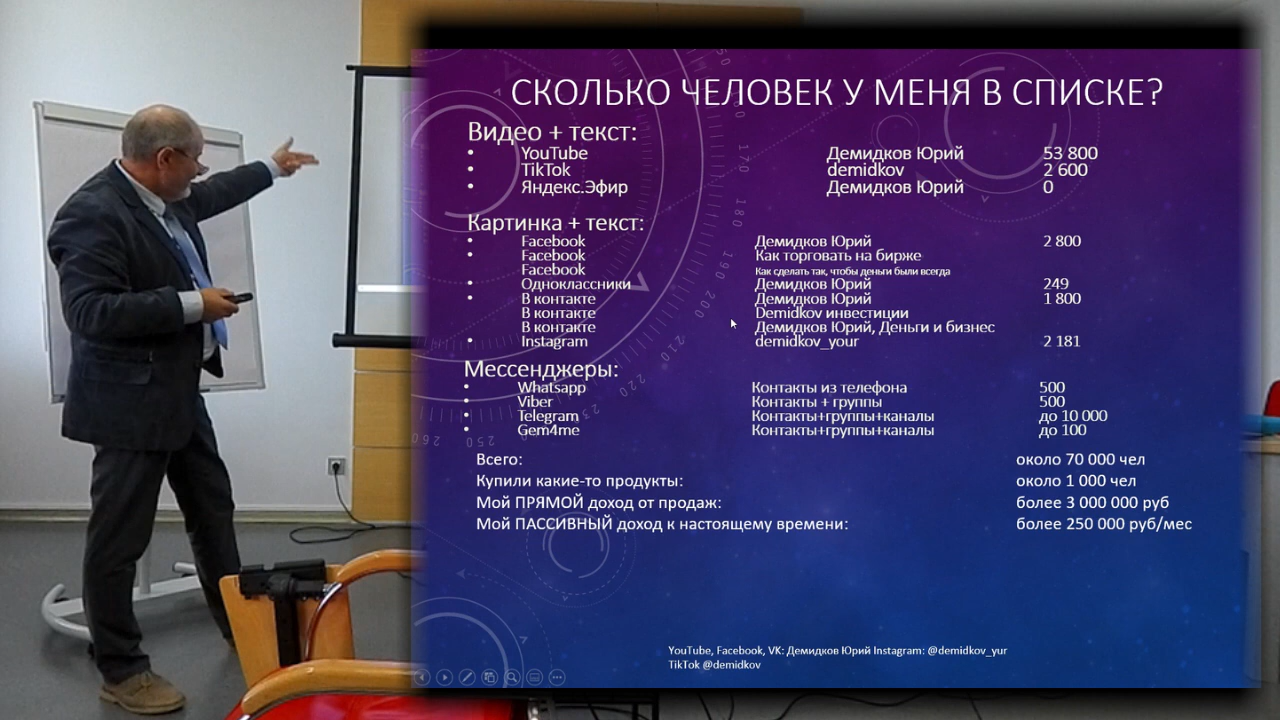 СКОЛЬКО ЧЕЛОВЕК У МЕНЯ В СПИСКЕ?
Видео + текст:
• YouTube Демидков Юрий 53 800
• TikTok demidkov 2 600
• Яндекс.Эфир Демидков Юрий 0
Картинка + текст:
• Facebook Демидков Юрий 2 800
• Facebook Как торговать на бирже
Facebook Как сделать так, чтобы деньги были всегда
• Одноклассники Демидков Юрий 249
• В контакте Демидков Юрий 1 800
В контакте Demidkov инвестиции
В контакте Демидков Юрий, Деньги и бизнес
• Instagram demidkov_your 2 181
Мессенджеры:
• Whatsapp Контакты из телефона 500
• Viber Контакты + группы 500
• Telegram Контакты+группы+каналы до 10 000
• Gem4me Контакты+группы+каналы до 100
Всего: около 70 000 чел
Купили какие-то продукты: около 1 000 чел
Мой ПРЯМОЙ доход от продаж: более 3 000 000 руб
Мой ПАССИВНЫЙ доход к настоящему времени: более 250 000 руб/мес
YouTube, Facebook, VK: Демидков Юрий Instagram: @demidkov_yur
TikTok @demidkov